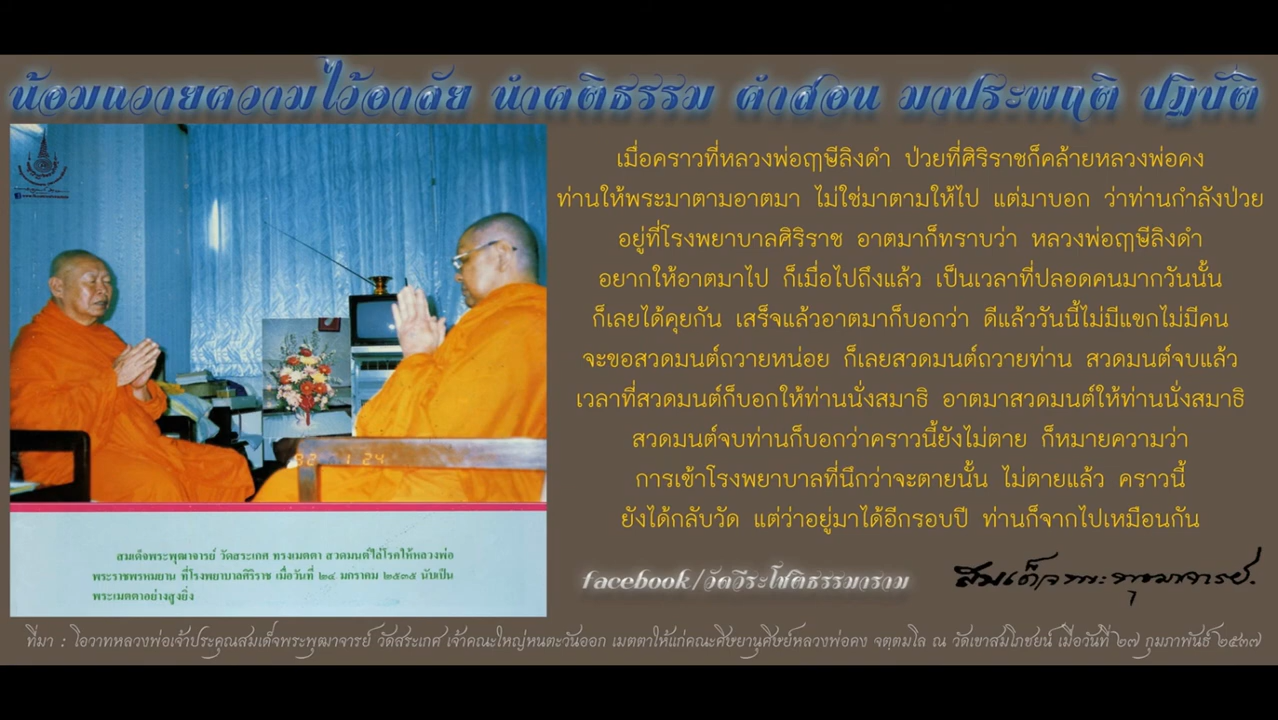 น้อมถวายความไว้อาลัย นำคติธรรม คำสอน มาประพฤติ ปฏิบัติ
เมื่อคราวที่หลวงพ่อฤๅษีลิงดำ ป่วยที่ศิริราชก็คล้ายหลวงพ่อคง
ท่านให้พระมาตามอาตมา ไม่ใช่มาตามให้ไป แต่มาบอก ว่าท่านกำลังป่วย
อยู่ที่โรงพยาบาลศิริราช อาตมาก็ทราบว่า หลวงพ่อฤๅษีลิงดำ
อยากให้อาตมาไป ก็เมื่อไปถึงแล้ว เป็นเวลาที่ปลอดคนมากวันนั้น
ก็เลยได้คุยกัน เสร็จแล้วอาตมาก็บอกว่า ดีแล้ววันนี้ไม่มีแขกไม่มีคน
จะขอสวดมนต์ถวายหน่อย ก็เลยสวดมนต์ถวายท่าน สวดมนต์จบแล้ว
เวลาที่สวดมนต์ก็บอกให้ท่านนั่งสมาธิ อาตมาสวดมนต์ให้ท่านนั่งสมาธิ
สวดมนต์จบท่านก็บอกว่าคราวนี้ยังไม่ตาย ก็หมายความว่า
การเข้าโรงพยาบาลที่นึกว่าจะตายนั้น ไม่ตายแล้ว คราวนี้
ยังได้กลับวัด แต่ว่าอยู่มาได้อีกรอบปี ท่านก็จากไปเหมือนกัน
92 1 24
สมเด็จพระพุฒาจารย์ วัดสระเกศ ทรงเมตตา สวดมนต์ไล่โรคให้หลวงพ่อ
พระราชพรหมยาน ที่โรงพยาบาลศิริราช เมื่อวันที่ ๒๔ มกราคม ๒๕๓๕ นับเป็น
พระเมตตาอย่างสูงยิ่ง
facebook/วัดวีระโชติธรรมาราม
สมเด็จพระพุฒาจารย์
ที่มา : โอวาทหลวงพ่อเจ้าประคุณสมเด็จพระพุฒาจารย์ วัดสระเกศ เจ้าคณะใหญ่หนตะวันออก เมตตาให้แก่คณะศิษยานุศิษย์หลวงพ่อคง จตฺตมโล ณ วัดเขาสมโภชยน์ เมื่อวันที่ ๒๗ กุมภาพันธ์ ๒๕๓๗